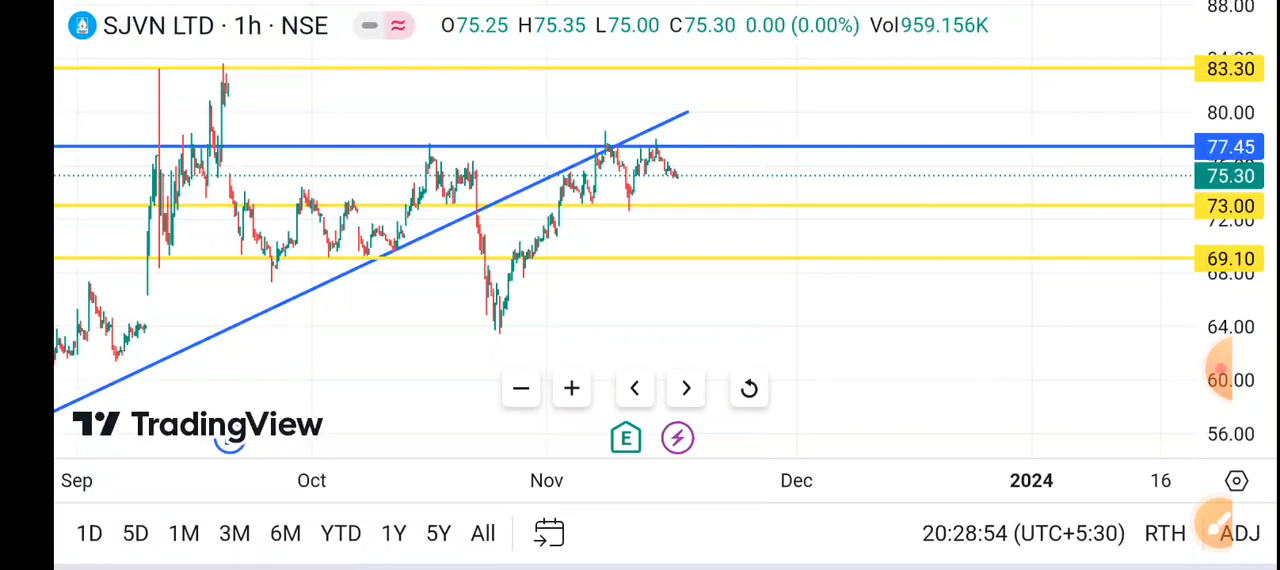 88.00
SJVN LTD · 1h · NSE O75.25 H75.35 L75.00 C75.30 0.00 (0.00%) Vol959.156K
83.30
80.00
77.45
75.30
73.00
72.00
69.10
68.00
64.00
60.00
TradingView
E
56.00
Sep Oct Nov Dec 2024 16
1D 5D 1M 3M 6M YTD 1Y 5Y All 20:28:54 (UTC+5:30) RTH ADJ